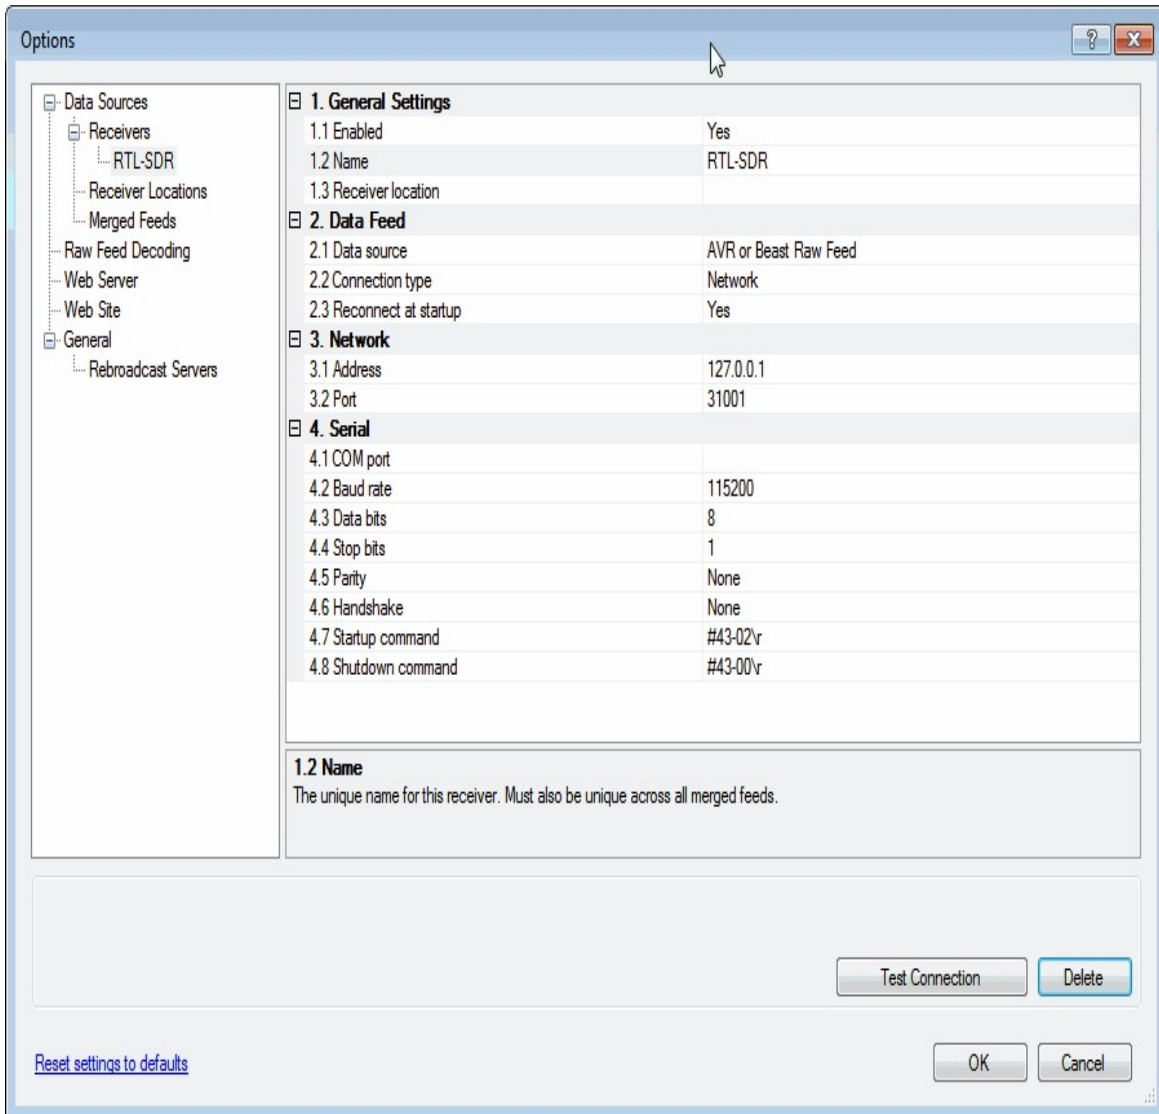 Options
Data Sources
Receivers
RTL-SDR
Receiver Locations
Merged Feeds
Raw Feed Decoding
Web Server
Web Site
General
Rebroadcast Servers
1. General Settings
1.1 Enabled Yes
1.2 Name RTL-SDR
1.3 Receiver location
2. Data Feed
2.1 Data source AVR or Beast Raw Feed
2.2 Connection type Network
2.3 Reconnect at startup Yes
3. Network
3.1 Address 127.0.0.1
3.2 Port 31001
4. Serial
4.1 COM port
4.2 Baud rate 115200
4.3 Data bits 8
4.4 Stop bits 1
4.5 Parity None
4.6 Handshake None
4.7 Startup command #43-02\r
4.8 Shutdown command #43-00\r
1.2 Name
The unique name for this receiver. Must also be unique across all merged feeds.
Test Connection Delete
Reset settings to defaults OK Cancel